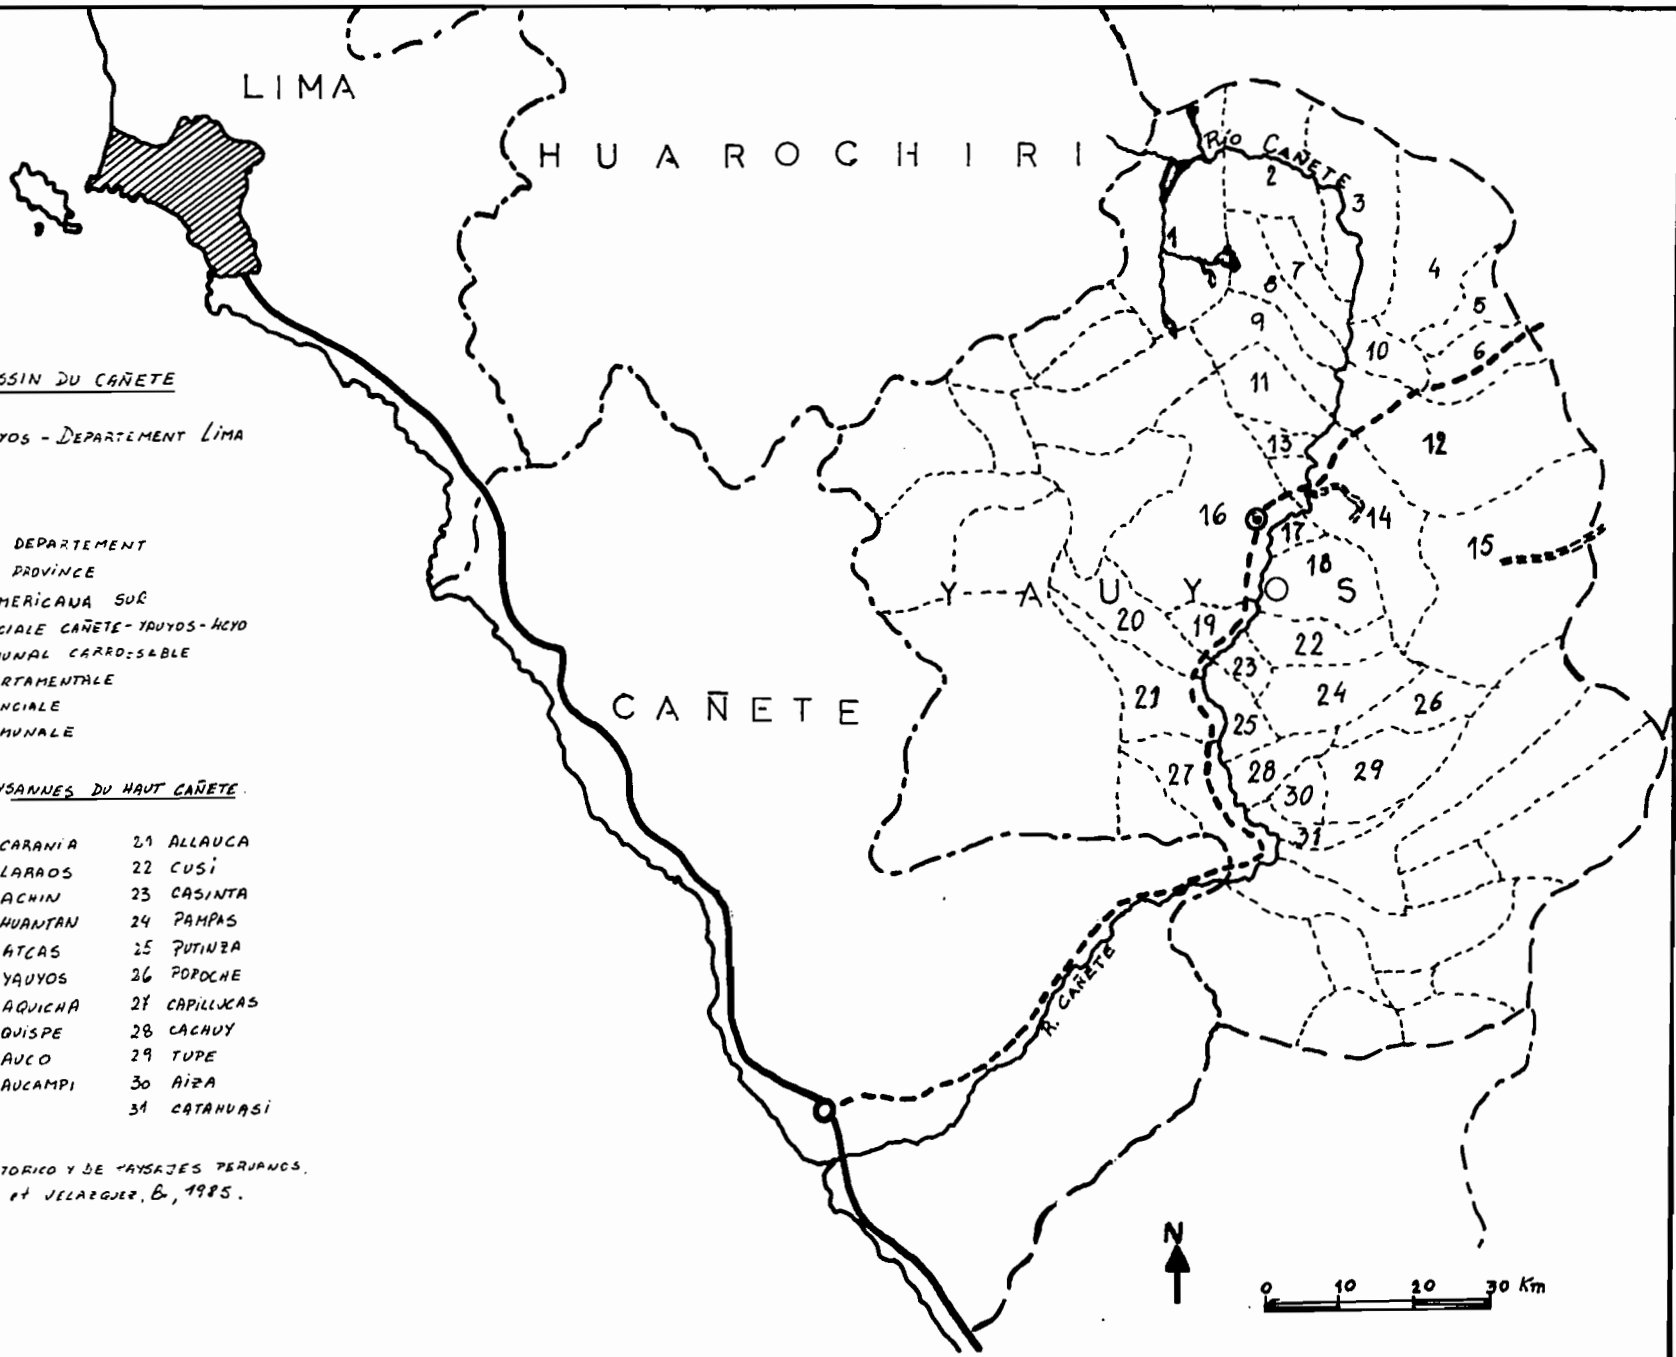 LIMA
HUAROCHIRI
RÍO CAÑETE
2
3
1
4
7
8
5
9
6
10
SSIN DU CAÑETE
11
YOS - DEPARTEMENT LIMA
12
13
16
14
17
15
DEPARTEMENT
18
PROVINCE
YAUYOS
MERICANA SUR
20
19
CIALE CAÑETE-YAUYOS-HCYO
22
UNAL CARROSSABLE
23
RTAMENTALE
24
26
21
NCIALE
CAÑETE
25
MUNALE
27
28
29
YSANNES DU HAUT CAÑETE.
30
31
CARANIA 21 ALLAUCA
LARAOS 22 CUSI
ACHIN 23 CASINTA
HUANTAN 24 PAMPAS
ATCAS 25 PUTINZA
YAUYOS 26 POPOCHE
AQUICHA 27 CAPILLUCAS
QUISPE 28 CACHUY
AUCO 29 TUPE
AUCAMPI 30 AIZA
31 CATAHUASI
R. CAÑETE
TORICO Y DE PAYSAJES PERUANOS.
et VELAZQUEZ, B., 1985.
N
0 10 20 30 Km